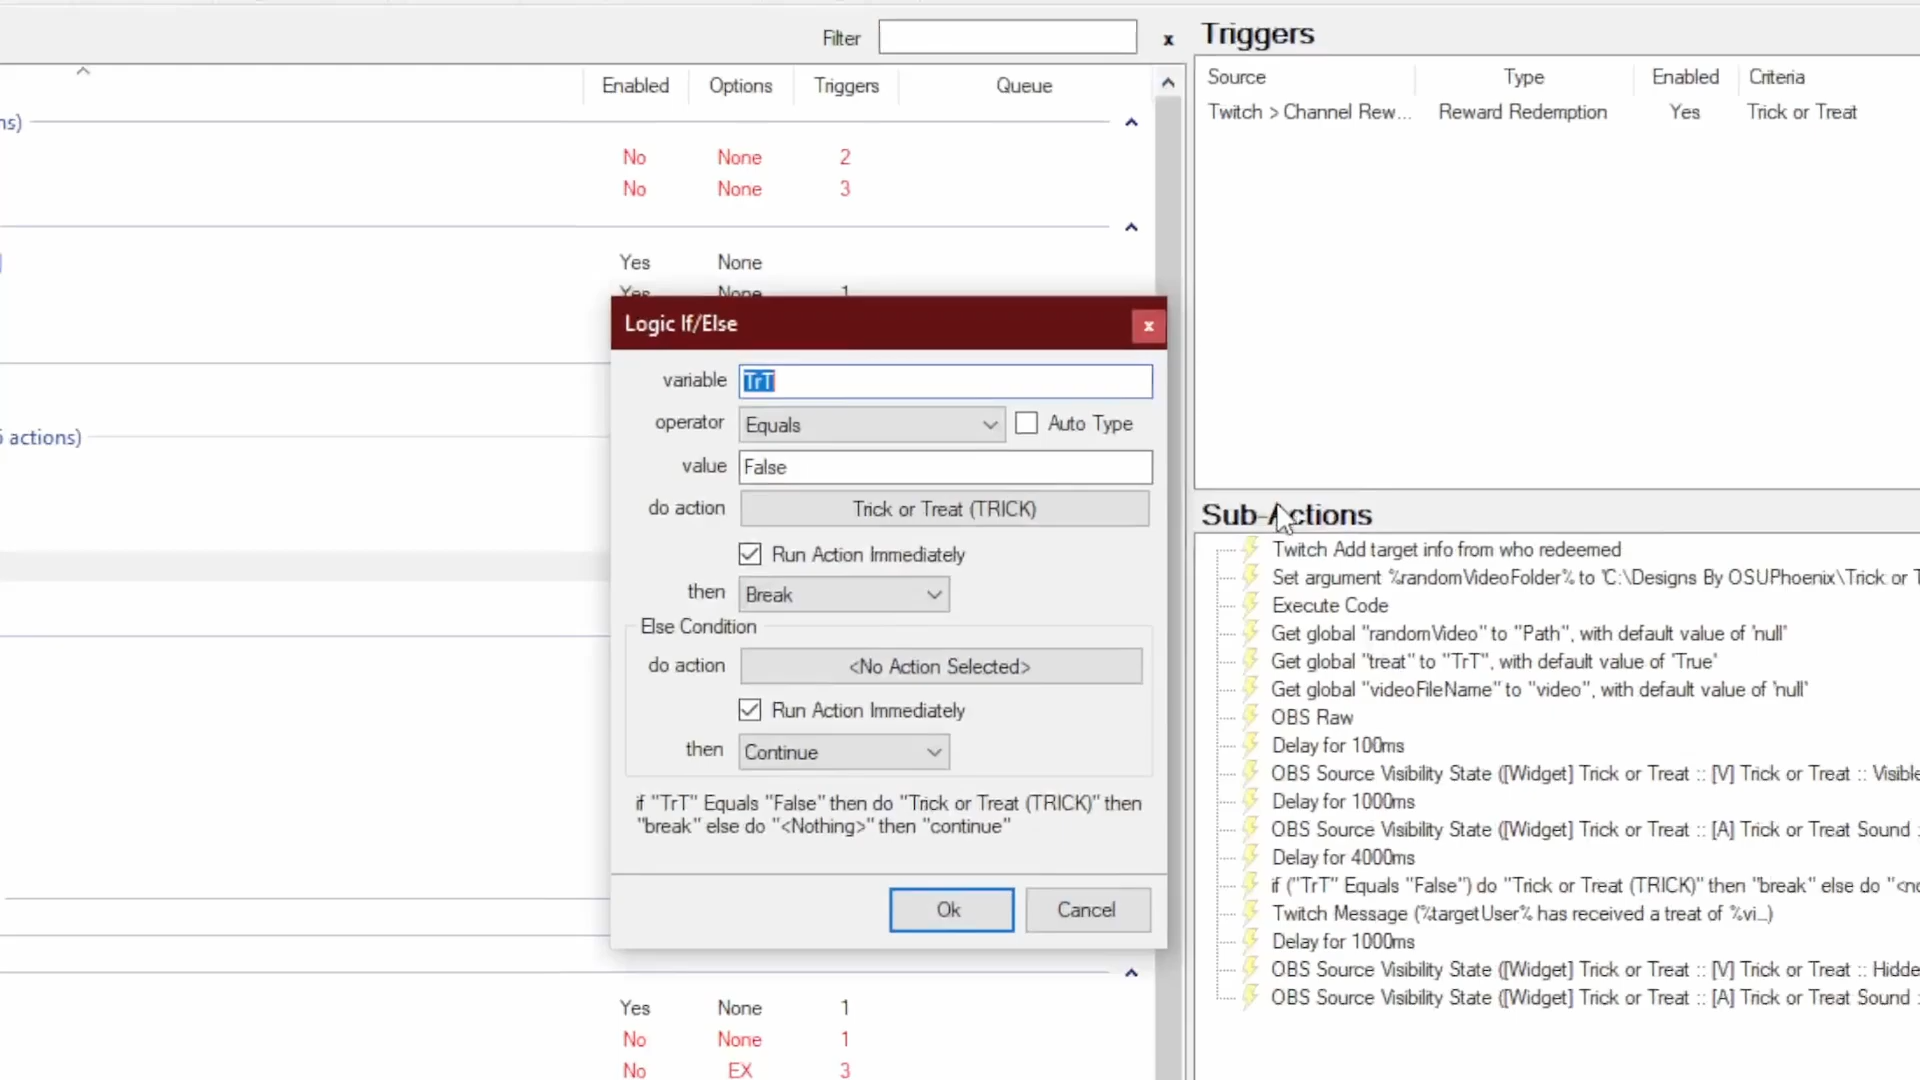 Filter
x
Enabled Options Triggers Queue
ns)
No None 2
No None 3
Yes None
Yes None 1
5 actions)
Yes None 1
No None 1
No EX 3
Logic If/Else
x
variable TrT
operator Equals Auto Type
value False
do action Trick or Treat (TRICK)
Run Action Immediately
then Break
Else Condition
do action <No Action Selected>
Run Action Immediately
then Continue
if "TrT" Equals "False" then do "Trick or Treat (TRICK)" then
"break" else do "<Nothing>" then "continue"
Ok Cancel
Triggers
Source Type Enabled Criteria
Twitch > Channel Rew... Reward Redemption Yes Trick or Treat
Sub-Actions
Twitch Add target info from who redeemed
Set argument %randomVideoFolder% to 'C:\Designs By OSUPhoenix\Trick or T
Execute Code
Get global "randomVideo" to "Path", with default value of 'null'
Get global "treat" to "TrT", with default value of 'True'
Get global "videoFileName" to "video", with default value of 'null'
OBS Raw
Delay for 100ms
OBS Source Visibility State ([Widget] Trick or Treat :: [V] Trick or Treat :: Visible
Delay for 1000ms
OBS Source Visibility State ([Widget] Trick or Treat :: [A] Trick or Treat Sound :
Delay for 4000ms
if ("TrT" Equals "False") do "Trick or Treat (TRICK)" then "break" else do "<no
Twitch Message (%targetUser% has received a treat of %vi...)
Delay for 1000ms
OBS Source Visibility State ([Widget] Trick or Treat :: [V] Trick or Treat :: Hidde
OBS Source Visibility State ([Widget] Trick or Treat :: [A] Trick or Treat Sound :